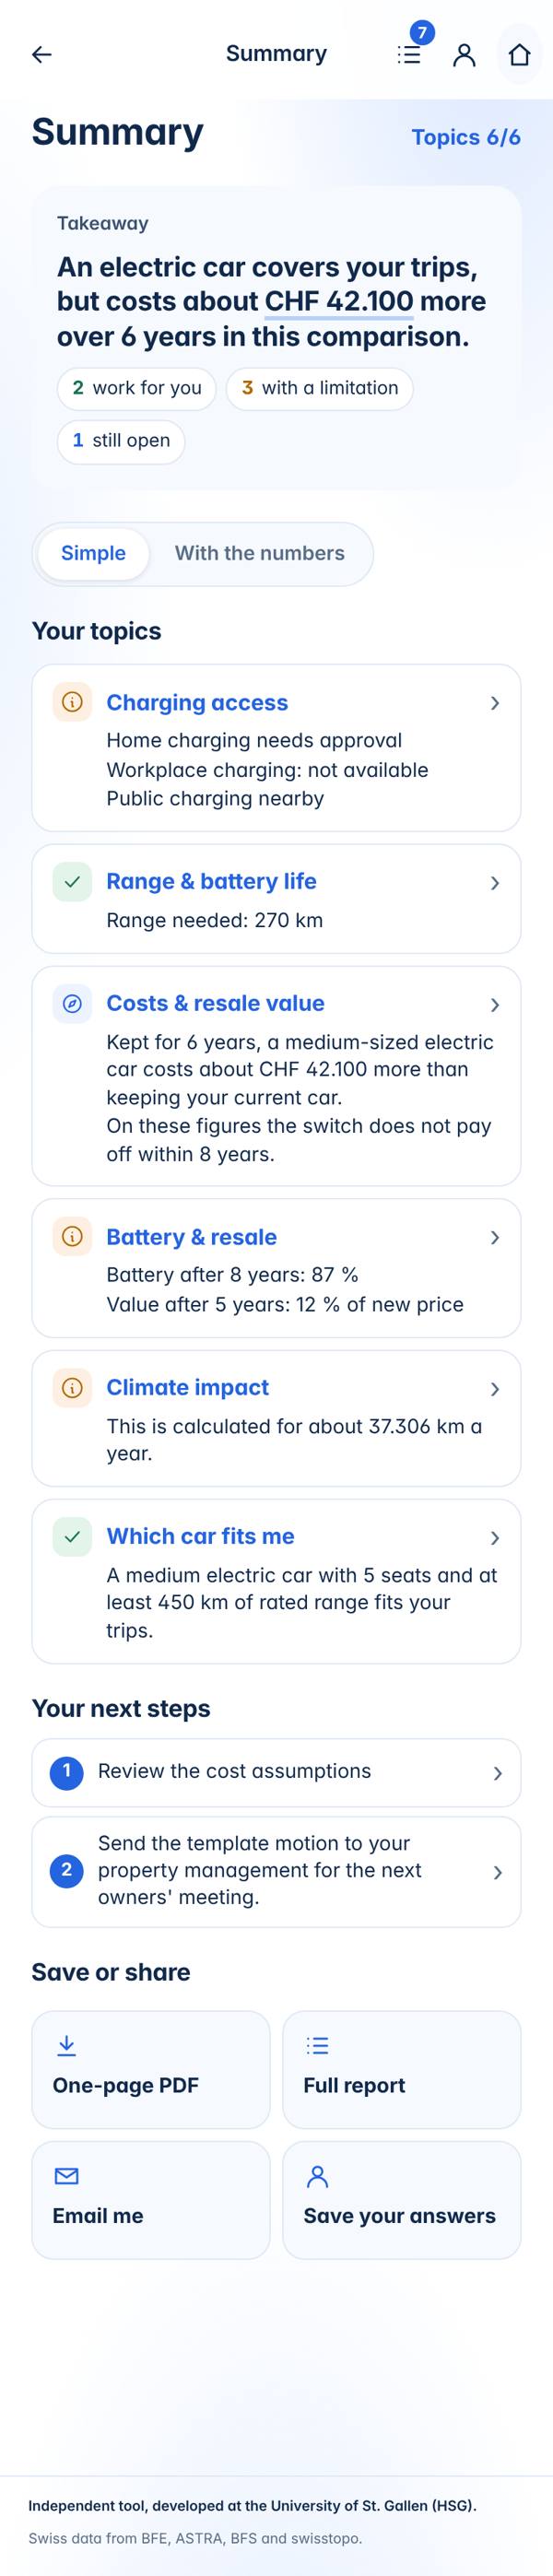 Summary
7
Summary
Topics 6/6
Takeaway
An electric car covers your trips,
but costs about CHF 42.100 more
over 6 years in this comparison.
2 work for you
3 with a limitation
1 still open
Simple
With the numbers
Your topics
Charging access
Home charging needs approval
Workplace charging: not available
Public charging nearby
Range & battery life
Range needed: 270 km
Costs & resale value
Kept for 6 years, a medium-sized electric
car costs about CHF 42.100 more than
keeping your current car.
On these figures the switch does not pay
off within 8 years.
Battery & resale
Battery after 8 years: 87 %
Value after 5 years: 12 % of new price
Climate impact
This is calculated for about 37.306 km a
year.
Which car fits me
A medium electric car with 5 seats and at
least 450 km of rated range fits your
trips.
Your next steps
1 Review the cost assumptions
2 Send the template motion to your
property management for the next
owners' meeting.
Save or share
One-page PDF
Full report
Email me
Save your answers
Independent tool, developed at the University of St. Gallen (HSG).
Swiss data from BFE, ASTRA, BFS and swisstopo.